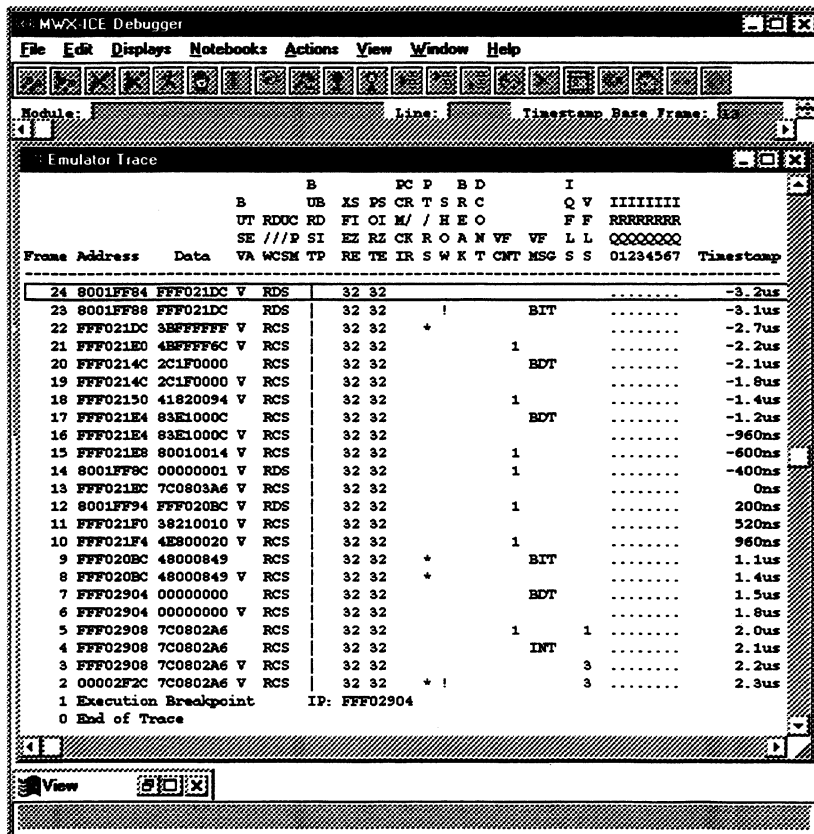 MWX-ICE Debugger
File Edit Displays Notebooks Actions View Window Help
Module: Line: Timestamp Base Frame: 13
Emulator Trace
B PC P B D I
B UB XS PS CR T S R C Q V IIIIIIII
UT RDUC RD FI OI M/ / H E O F F RRRRRRRR
SE ///P SI EZ RZ CK R O A N VF VF L L QQQQQQQQ
Frame Address Data VA WCSM TP RE TE IR S W K T CNT MSG S S 01234567 Timestamp
24 8001FF84 FFF021DC V RDS | 32 32 ........ -3.2us
23 8001FF88 FFF021DC RDS | 32 32 ! BIT ........ -3.1us
22 FFF021DC 3BFFFFFF V RCS | 32 32 * ........ -2.7us
21 FFF021E0 4BFFFF6C V RCS | 32 32 1 ........ -2.2us
20 FFF0214C 2C1F0000 RCS | 32 32 BDT ........ -2.1us
19 FFF0214C 2C1F0000 V RCS | 32 32 ........ -1.8us
18 FFF02150 41820094 V RCS | 32 32 1 ........ -1.4us
17 FFF021E4 83E1000C RCS | 32 32 BDT ........ -1.2us
16 FFF021E4 83E1000C V RCS | 32 32 ........ -960ns
15 FFF021E8 80010014 V RCS | 32 32 1 ........ -600ns
14 8001FF8C 00000001 V RDS | 32 32 1 ........ -400ns
13 FFF021EC 7C0803A6 V RCS | 32 32 ........ 0ns
12 8001FF94 FFF020BC V RDS | 32 32 1 ........ 200ns
11 FFF021F0 38210010 V RCS | 32 32 ........ 520ns
10 FFF021F4 4E800020 V RCS | 32 32 1 ........ 960ns
9 FFF020BC 48000849 RCS | 32 32 * BIT ........ 1.1us
8 FFF020BC 48000849 V RCS | 32 32 * ........ 1.4us
7 FFF02904 00000000 RCS | 32 32 BDT ........ 1.5us
6 FFF02904 00000000 V RCS | 32 32 ........ 1.8us
5 FFF02908 7C0802A6 RCS | 32 32 1 1 ........ 2.0us
4 FFF02908 7C0802A6 RCS | 32 32 INT ........ 2.1us
3 FFF02908 7C0802A6 V RCS | 32 32 3 ........ 2.2us
2 00002F2C 7C0802A6 V RCS | 32 32 * ! 3 ........ 2.3us
1 Execution Breakpoint IP: FFF02904
0 End of Trace
View